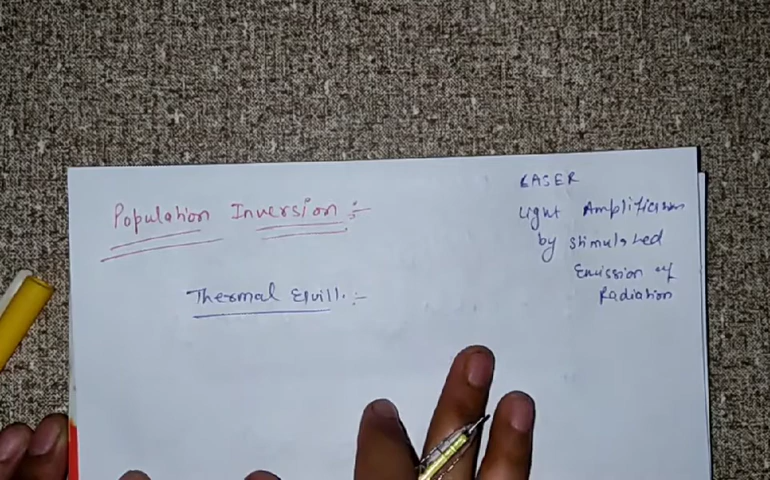 Population Inversion :-
LASER
Light Amplification
by stimulated
Emission of
Radiation
Thermal Equill. :-